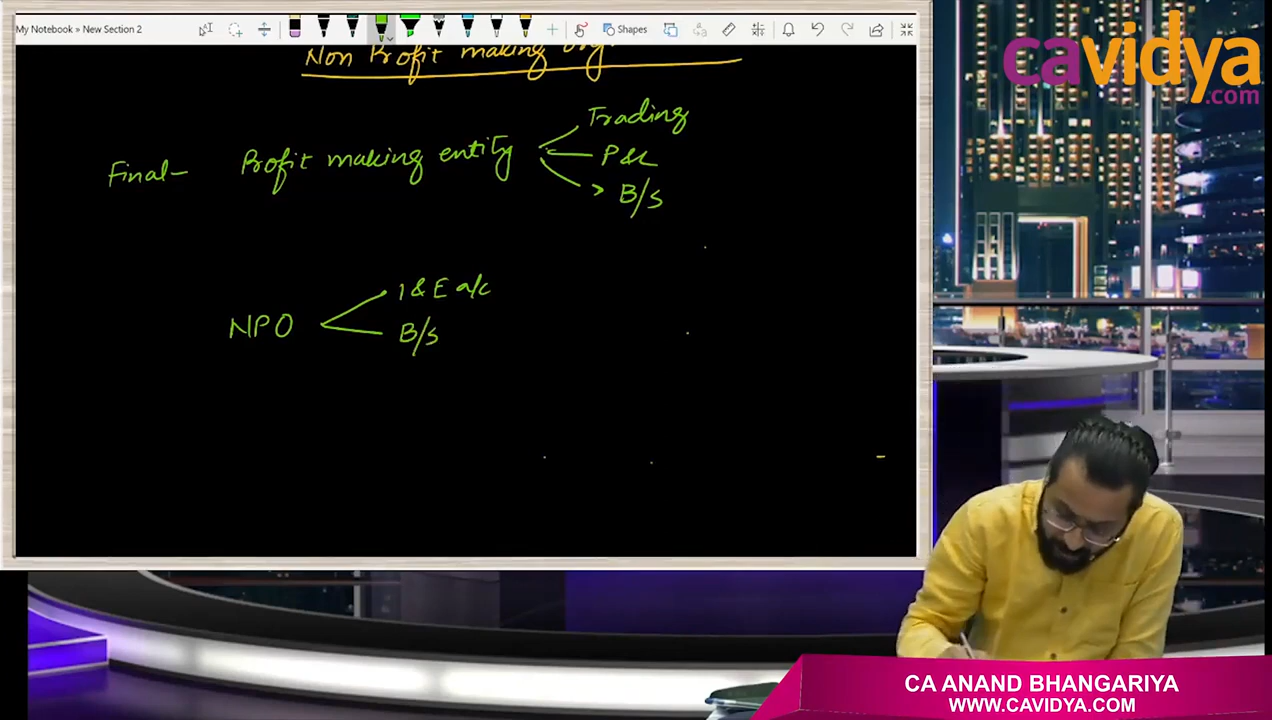 My Notebook » New Section 2
Shapes
Non Profit making org.
Final- Profit making entity
Trading
P&L
B/S
NPO
I & E a/c
B/S
cavidya
.com
CA ANAND BHANGARIYA
WWW.CAVIDYA.COM